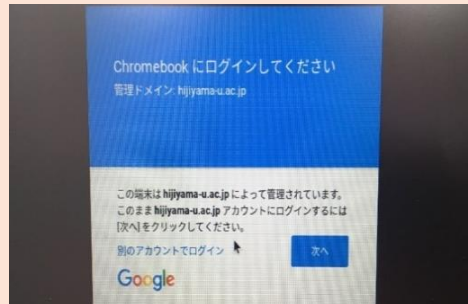 Chromebook にログインしてください
管理ドメイン: hijiyama-u.ac.jp
この端末は hijiyama-u.ac.jp によって管理されています。
このまま hijiyama-u.ac.jp アカウントにログインするには
[次へ] をクリックしてください。
別のアカウントでログイン
次へ
Google